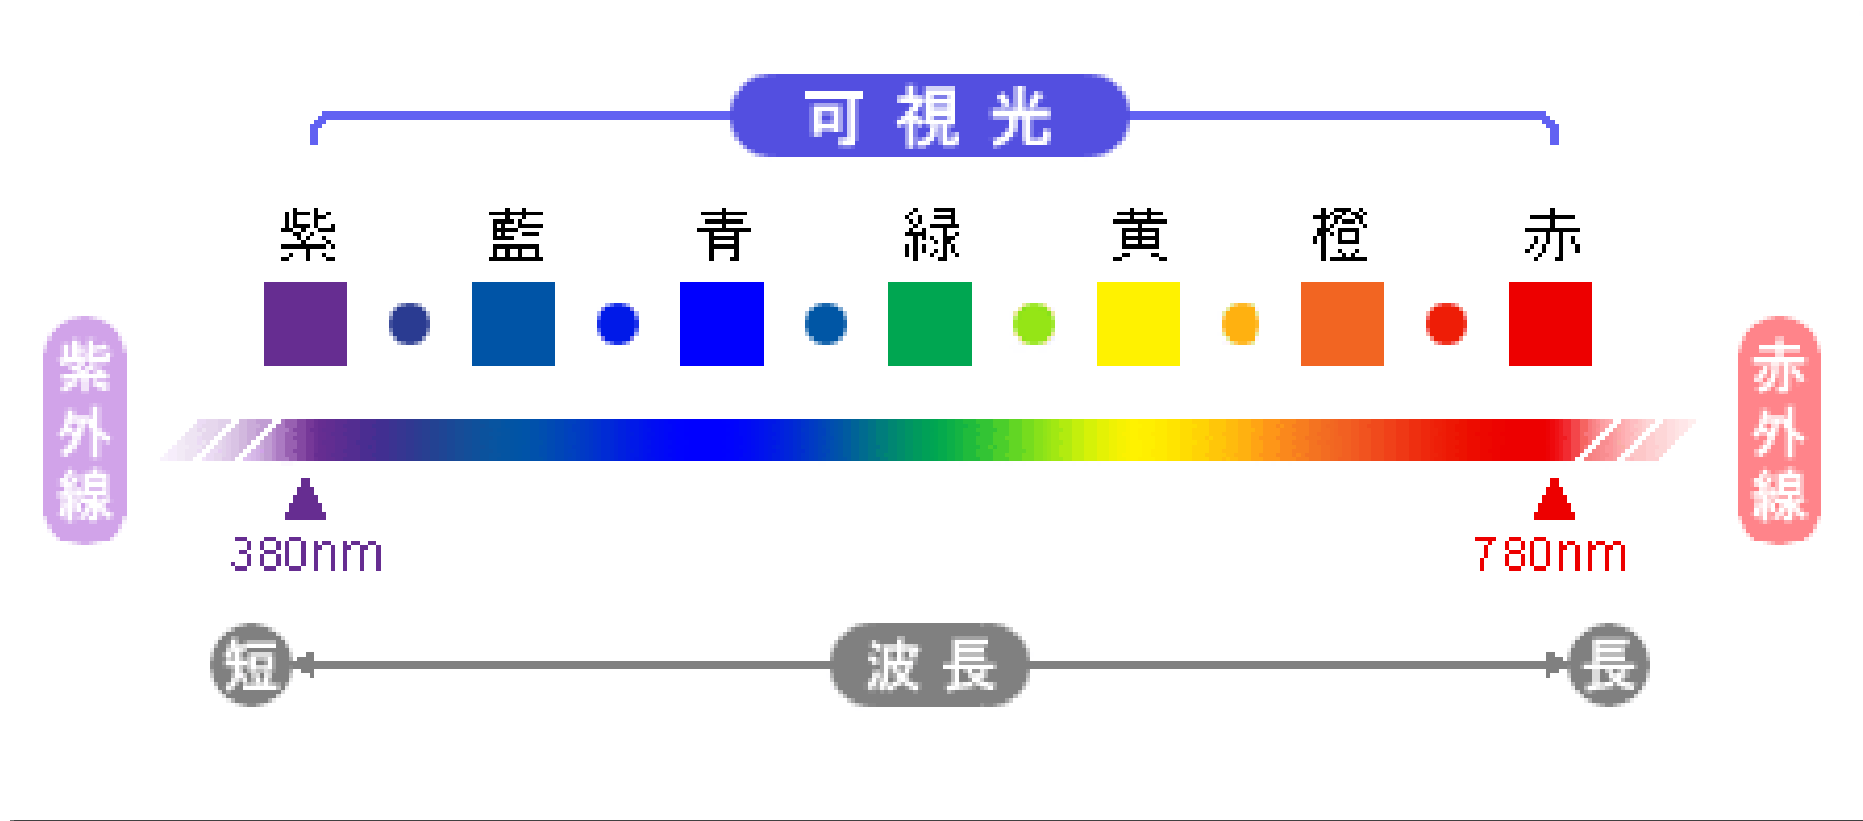 可視光
紫 藍 青 緑 黄 橙 赤
紫外線
赤外線
380nm 780nm
短 波長 長